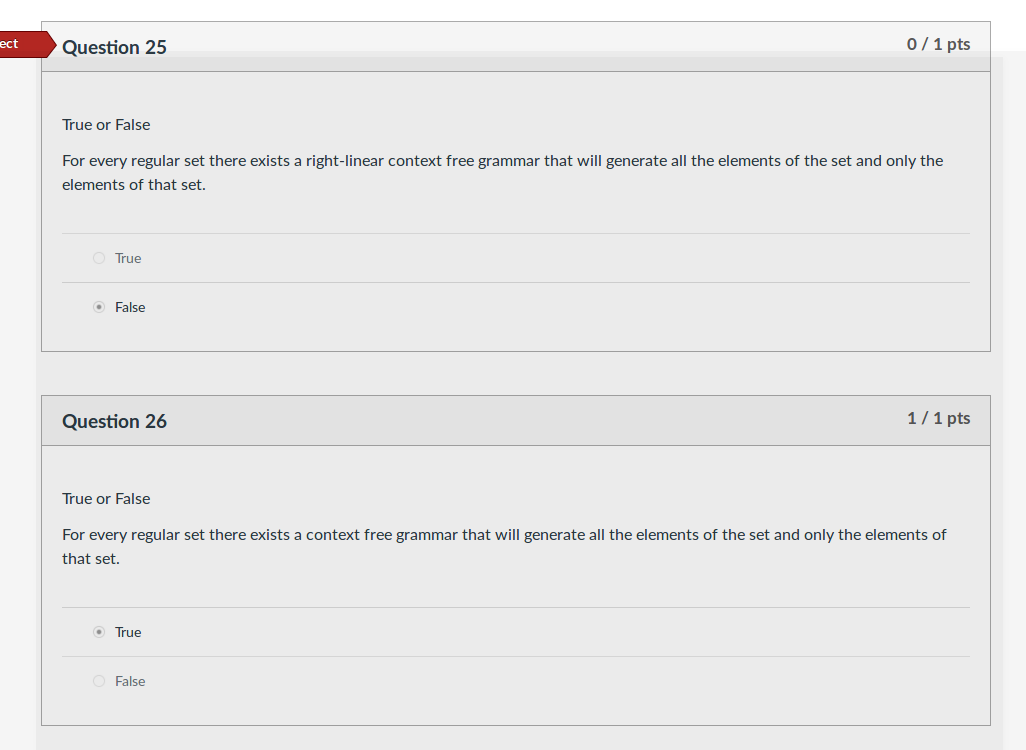 ect
Question 25
0 / 1 pts
True or False
For every regular set there exists a right-linear context free grammar that will generate all the elements of the set and only the
elements of that set.
True
False
Question 26
1 / 1 pts
True or False
For every regular set there exists a context free grammar that will generate all the elements of the set and only the elements of
that set.
True
False